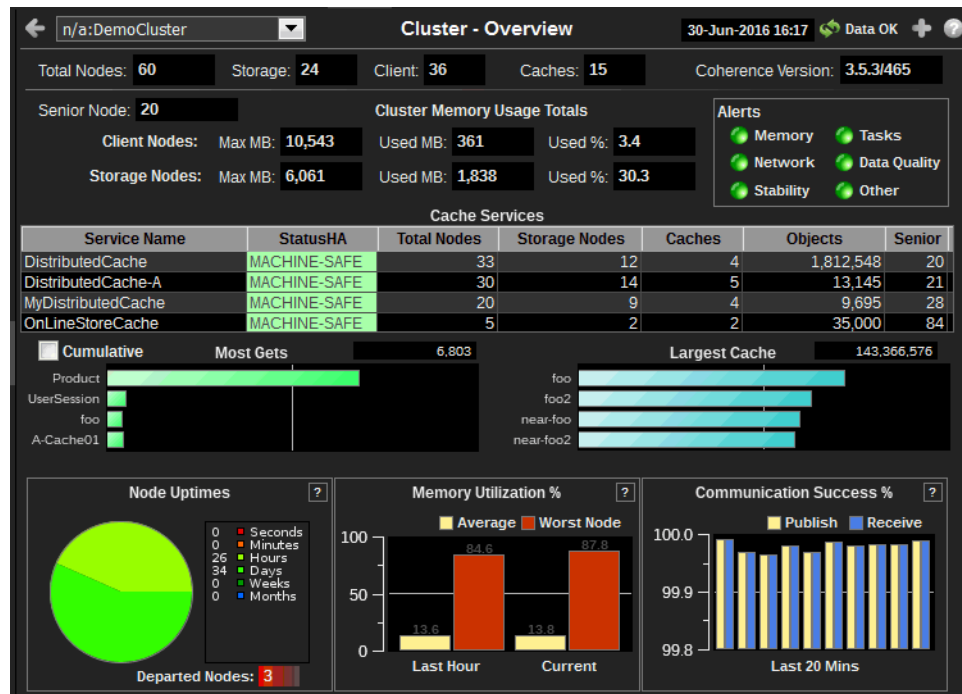 n/a:DemoCluster Cluster - Overview 30-Jun-2016 16:17 Data OK ?
Total Nodes: 60 Storage: 24 Client: 36 Caches: 15 Coherence Version: 3.5.3/465
Senior Node: 20 Cluster Memory Usage Totals Alerts
Client Nodes: Max MB: 10,543 Used MB: 361 Used %: 3.4 Memory Tasks
Storage Nodes: Max MB: 6,061 Used MB: 1,838 Used %: 30.3 Network Data Quality
Stability Other
Cache Services
Service Name StatusHA Total Nodes Storage Nodes Caches Objects Senior
DistributedCache MACHINE-SAFE 33 12 4 1,812,548 20
DistributedCache-A MACHINE-SAFE 30 14 5 13,145 21
MyDistributedCache MACHINE-SAFE 20 9 4 9,695 28
OnLineStoreCache MACHINE-SAFE 5 2 2 35,000 84
Cumulative Most Gets 6,803 Largest Cache 143,366,576
Product foo
UserSession foo2
foo near-foo
A-Cache01 near-foo2
Node Uptimes ? Memory Utilization % ? Communication Success % ?
0 Seconds
0 Minutes
26 Hours
34 Days
0 Weeks
0 Months
Departed Nodes: 3
Average Worst Node
100
84.6 87.8
50
13.6 13.8
0
Last Hour Current
Publish Receive
100.0
99.9
99.8
Last 20 Mins